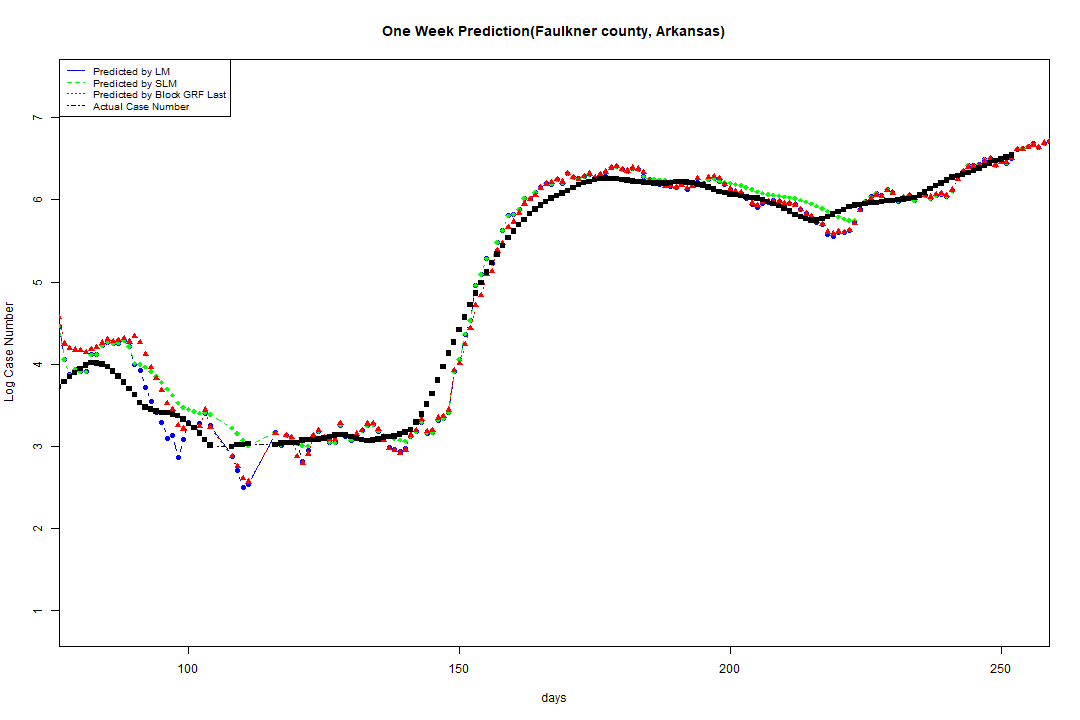 One Week Prediction(Faulkner county, Arkansas)
Predicted by LM
Predicted by SLM
Predicted by Block GRF Last
Actual Case Number
7
6
5
4
3
2
1
Log Case Number
100 150 200 250
days